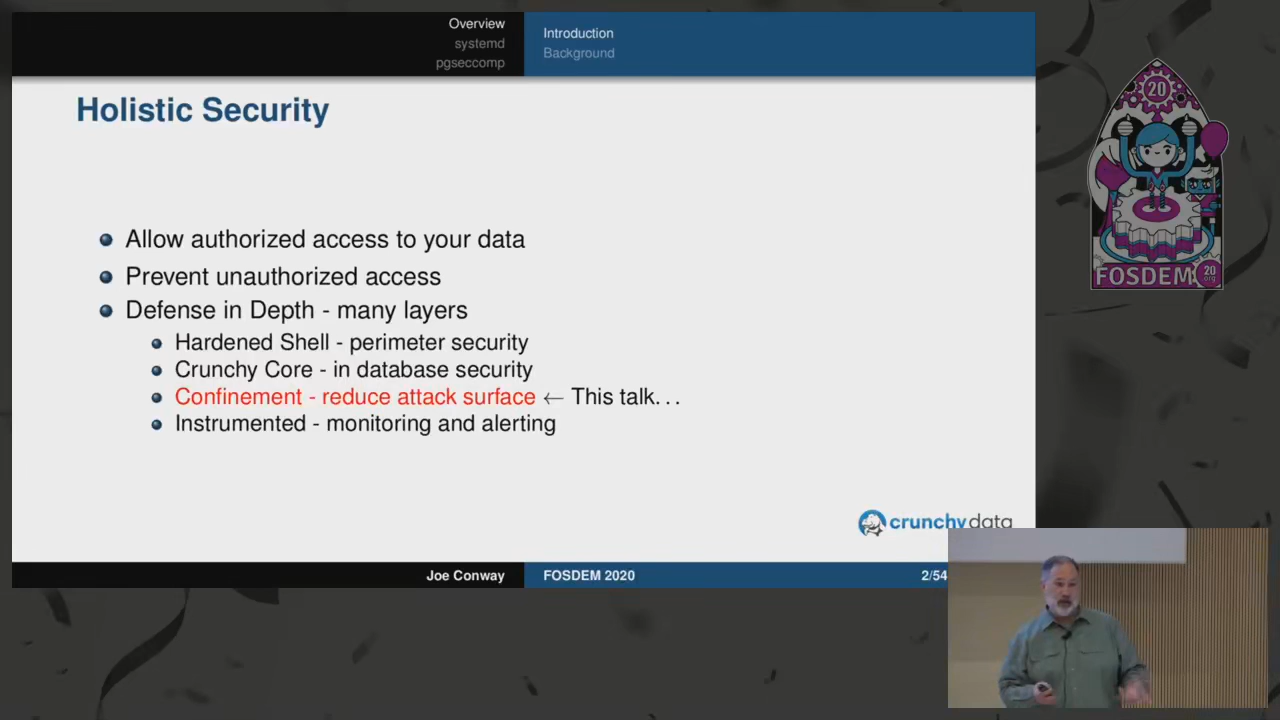 Overview
systemd
pgseccomp
Introduction
Background
Holistic Security
Allow authorized access to your data
Prevent unauthorized access
Defense in Depth - many layers
Hardened Shell - perimeter security
Crunchy Core - in database security
Confinement - reduce attack surface ← This talk...
Instrumented - monitoring and alerting
crunchydata
Joe Conway
FOSDEM 2020
2/54
20
FOSDEM
20
.org